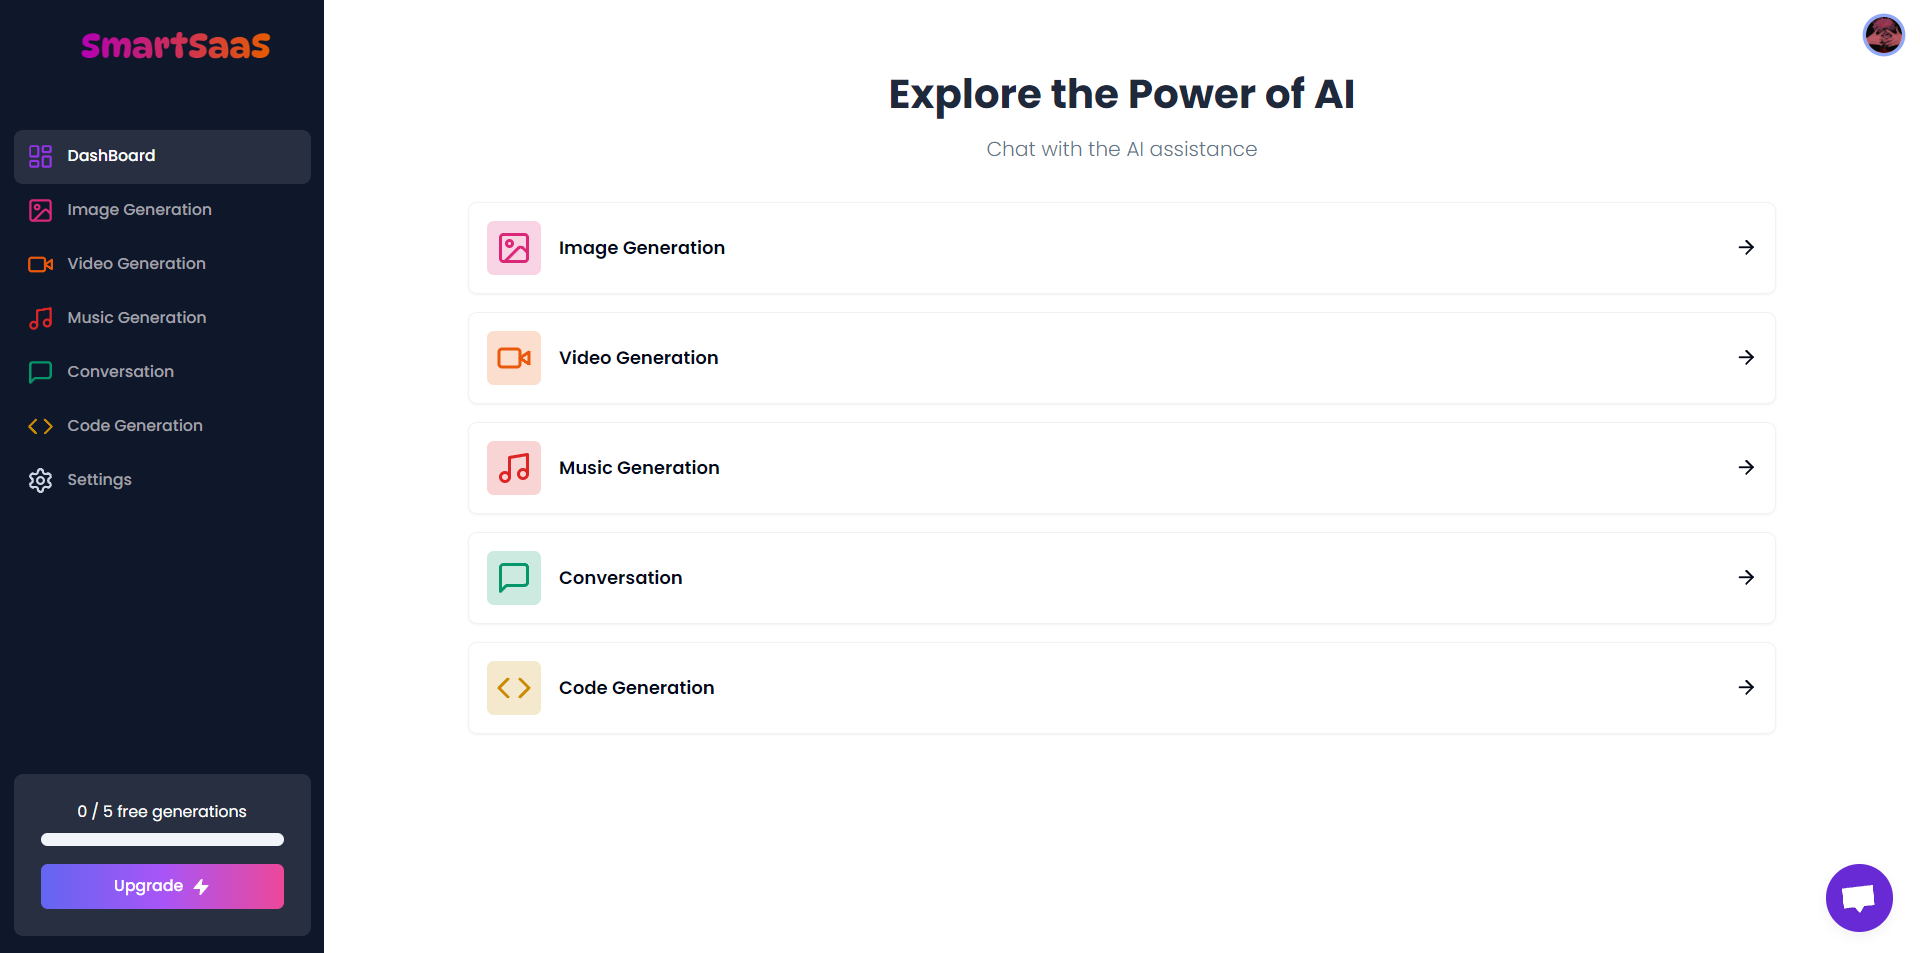 SmartSaaS
DashBoard
Image Generation
Video Generation
Music Generation
Conversation
Code Generation
Settings
0 / 5 free generations
Upgrade
Explore the Power of AI
Chat with the AI assistance
Image Generation
Video Generation
Music Generation
Conversation
Code Generation